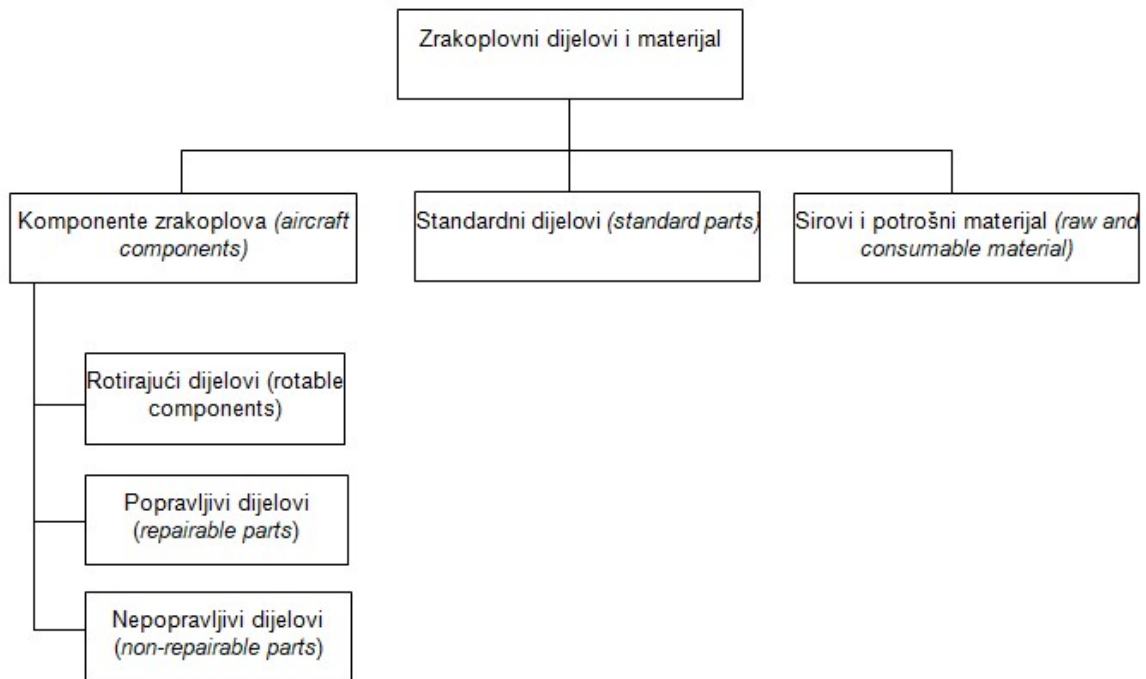 Zrakoplovni dijelovi i materijal
Komponente zrakoplova (aircraft
components)
Standardni dijelovi (standard parts)
Sirovi i potrošni materijal (raw and
consumable material)
Rotirajući dijelovi (rotable
components)
Popravljivi dijelovi
(repairable parts)
Nepopravljivi dijelovi
(non-repairable parts)